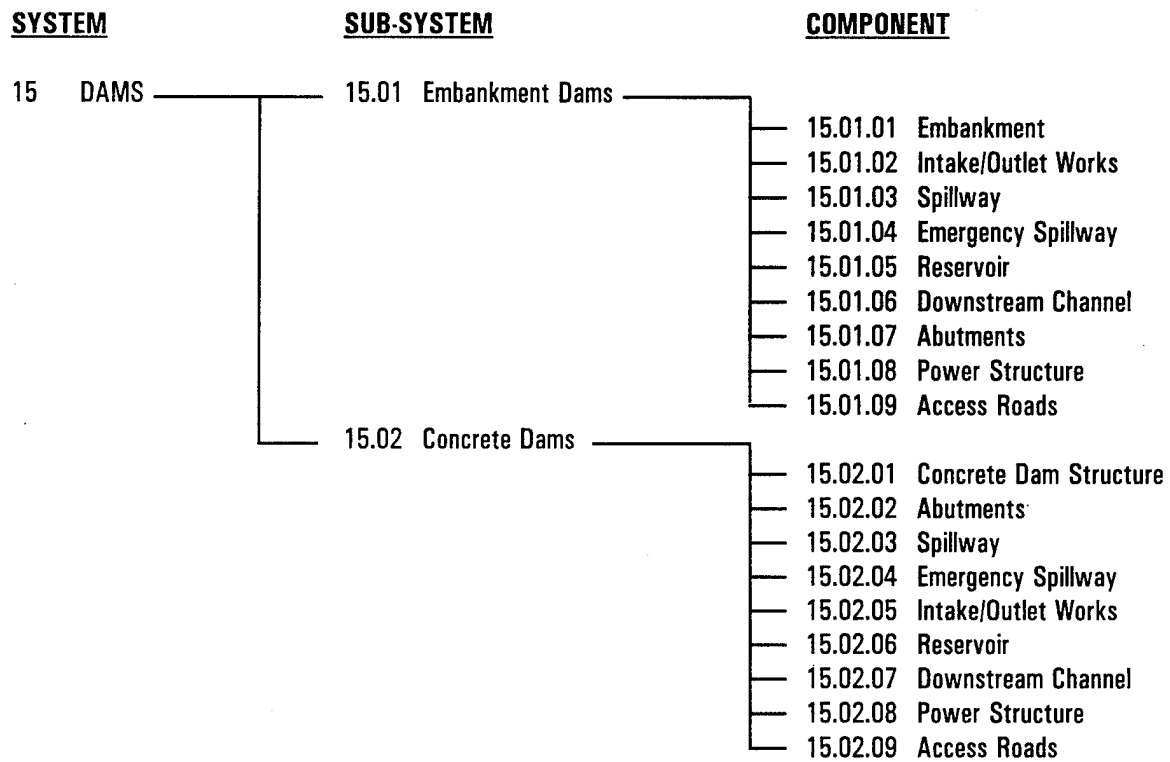 SYSTEM SUB-SYSTEM COMPONENT
15 DAMS 15.01 Embankment Dams
15.01.01 Embankment
15.01.02 Intake/Outlet Works
15.01.03 Spillway
15.01.04 Emergency Spillway
15.01.05 Reservoir
15.01.06 Downstream Channel
15.01.07 Abutments
15.01.08 Power Structure
15.01.09 Access Roads
15.02 Concrete Dams
15.02.01 Concrete Dam Structure
15.02.02 Abutments
15.02.03 Spillway
15.02.04 Emergency Spillway
15.02.05 Intake/Outlet Works
15.02.06 Reservoir
15.02.07 Downstream Channel
15.02.08 Power Structure
15.02.09 Access Roads